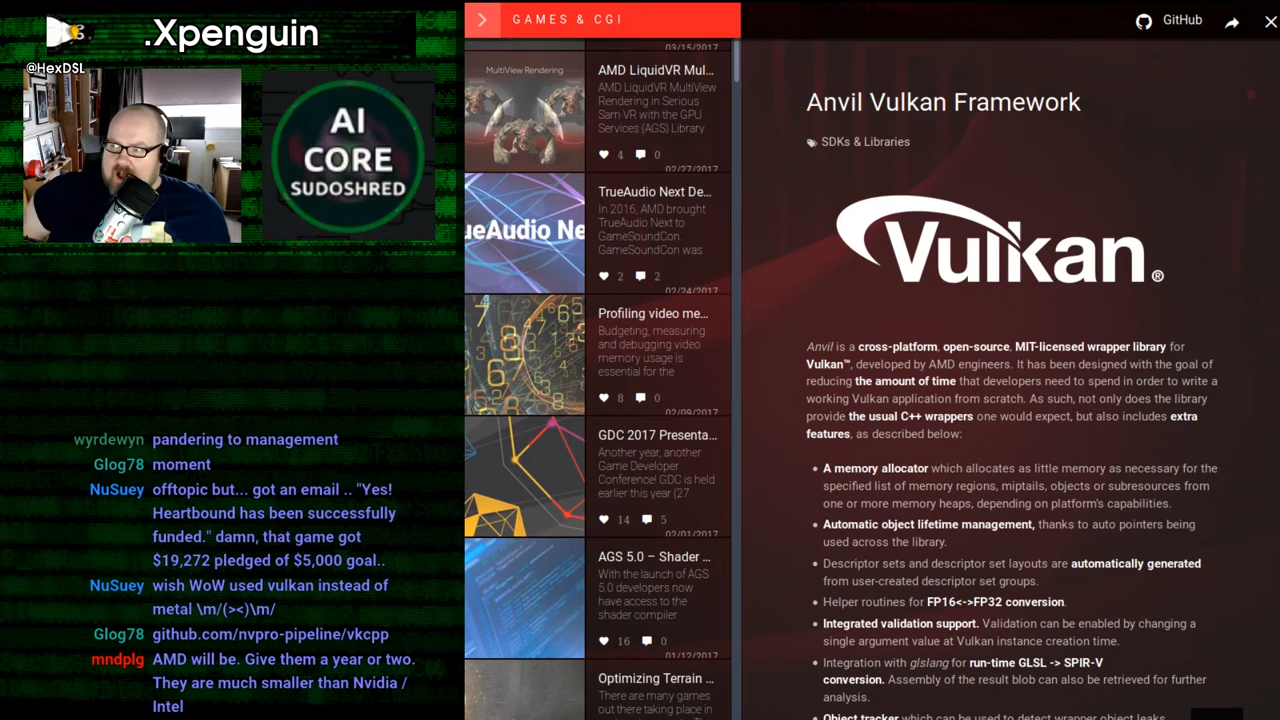 .Xpenguin
@HexDSL
AI
CORE
SUDOSHRED
wyrdewyn pandering to management
Glog78 moment
NuSuey offtopic but... got an email .. "Yes!
Heartbound has been successfully
funded." damn, that game got
$19,272 pledged of $5,000 goal..
NuSuey wish WoW used vulkan instead of
metal \m/(><)\m/
Glog78 github.com/nvpro-pipeline/vkcpp
mndplg AMD will be. Give them a year or two.
They are much smaller than Nvidia /
Intel
GAMES & CGI
03/15/2017
MultiView Rendering
AMD LiquidVR Mul...
AMD LiquidVR MultiView
Rendering in Serious
Sam VR with the GPU
Services (AGS) Library
4 0
02/27/2017
ueAudio Ne
TrueAudio Next De...
In 2016, AMD brought
TrueAudio Next to
GameSoundCon.
GameSoundCon was
2 2
02/24/2017
Profiling video me...
Budgeting, measuring
and debugging video
memory usage is
essential for the
8 0
02/09/2017
GDC 2017 Presenta...
Another year, another
Game Developer
Conference! GDC is held
earlier this year (27
14 5
02/01/2017
AGS 5.0 – Shader ...
With the launch of AGS
5.0 developers now
have access to the
shader compiler
16 0
01/12/2017
Optimizing Terrain ...
There are many games
out there taking place in
GitHub
Anvil Vulkan Framework
SDKs & Libraries
Vulkan®
Anvil is a cross-platform, open-source, MIT-licensed wrapper library for
Vulkan™, developed by AMD engineers. It has been designed with the goal of
reducing the amount of time that developers need to spend in order to write a
working Vulkan application from scratch. As such, not only does the library
provide the usual C++ wrappers one would expect, but also includes extra
features, as described below:
• A memory allocator which allocates as little memory as necessary for the
specified list of memory regions, miptails, objects or subresources from
one or more memory heaps, depending on platform's capabilities.
• Automatic object lifetime management, thanks to auto pointers being
used across the library.
• Descriptor sets and descriptor set layouts are automatically generated
from user-created descriptor set groups.
• Helper routines for FP16<->FP32 conversion.
• Integrated validation support. Validation can be enabled by changing a
single argument value at Vulkan instance creation time.
• Integration with glslang for run-time GLSL -> SPIR-V
conversion. Assembly of the result blob can also be retrieved for further
analysis.
• Object tracker which can be used to detect wrapper object leaks.